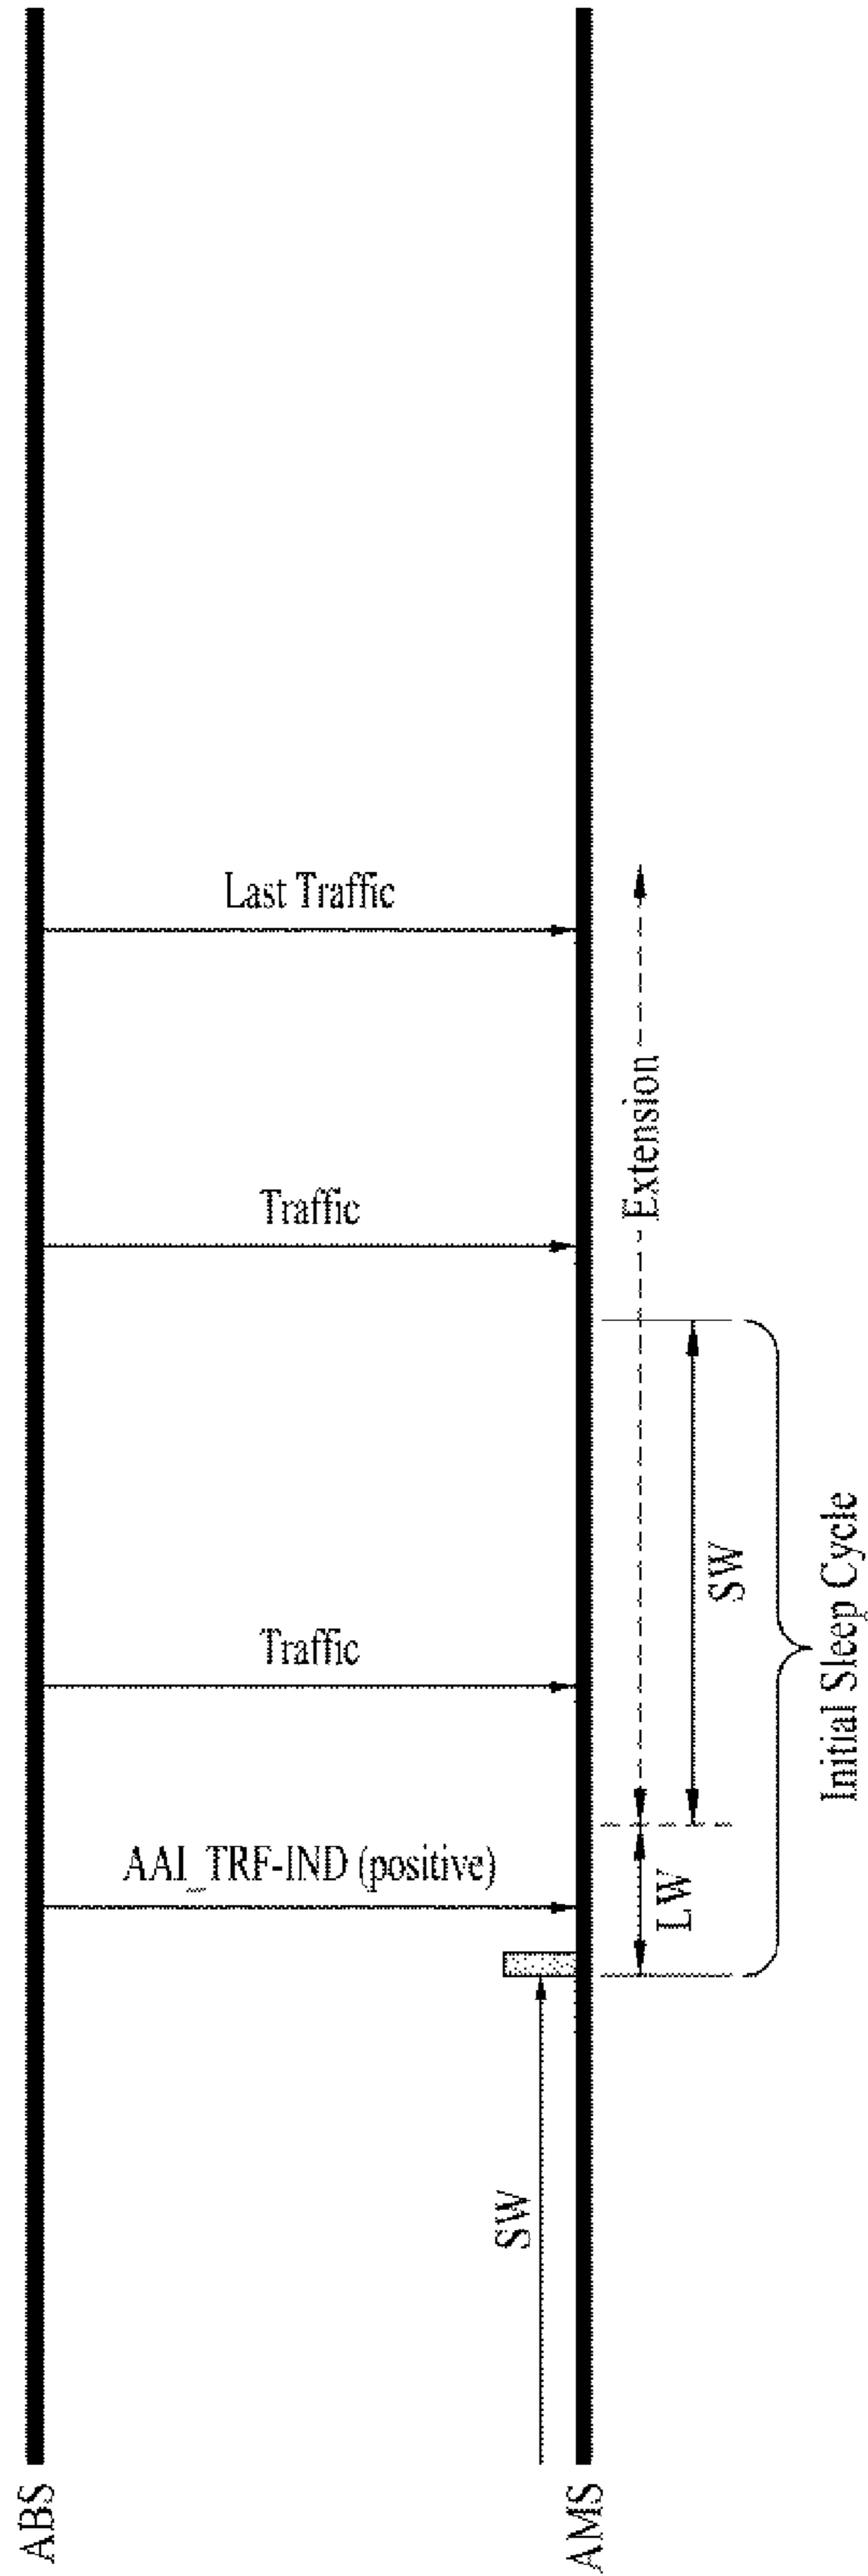 ABS
AAI_TRF-IND (positive)
Traffic
Traffic
Last Traffic
SW
AMS
LW
Extension
SW
Initial Sleep Cycle